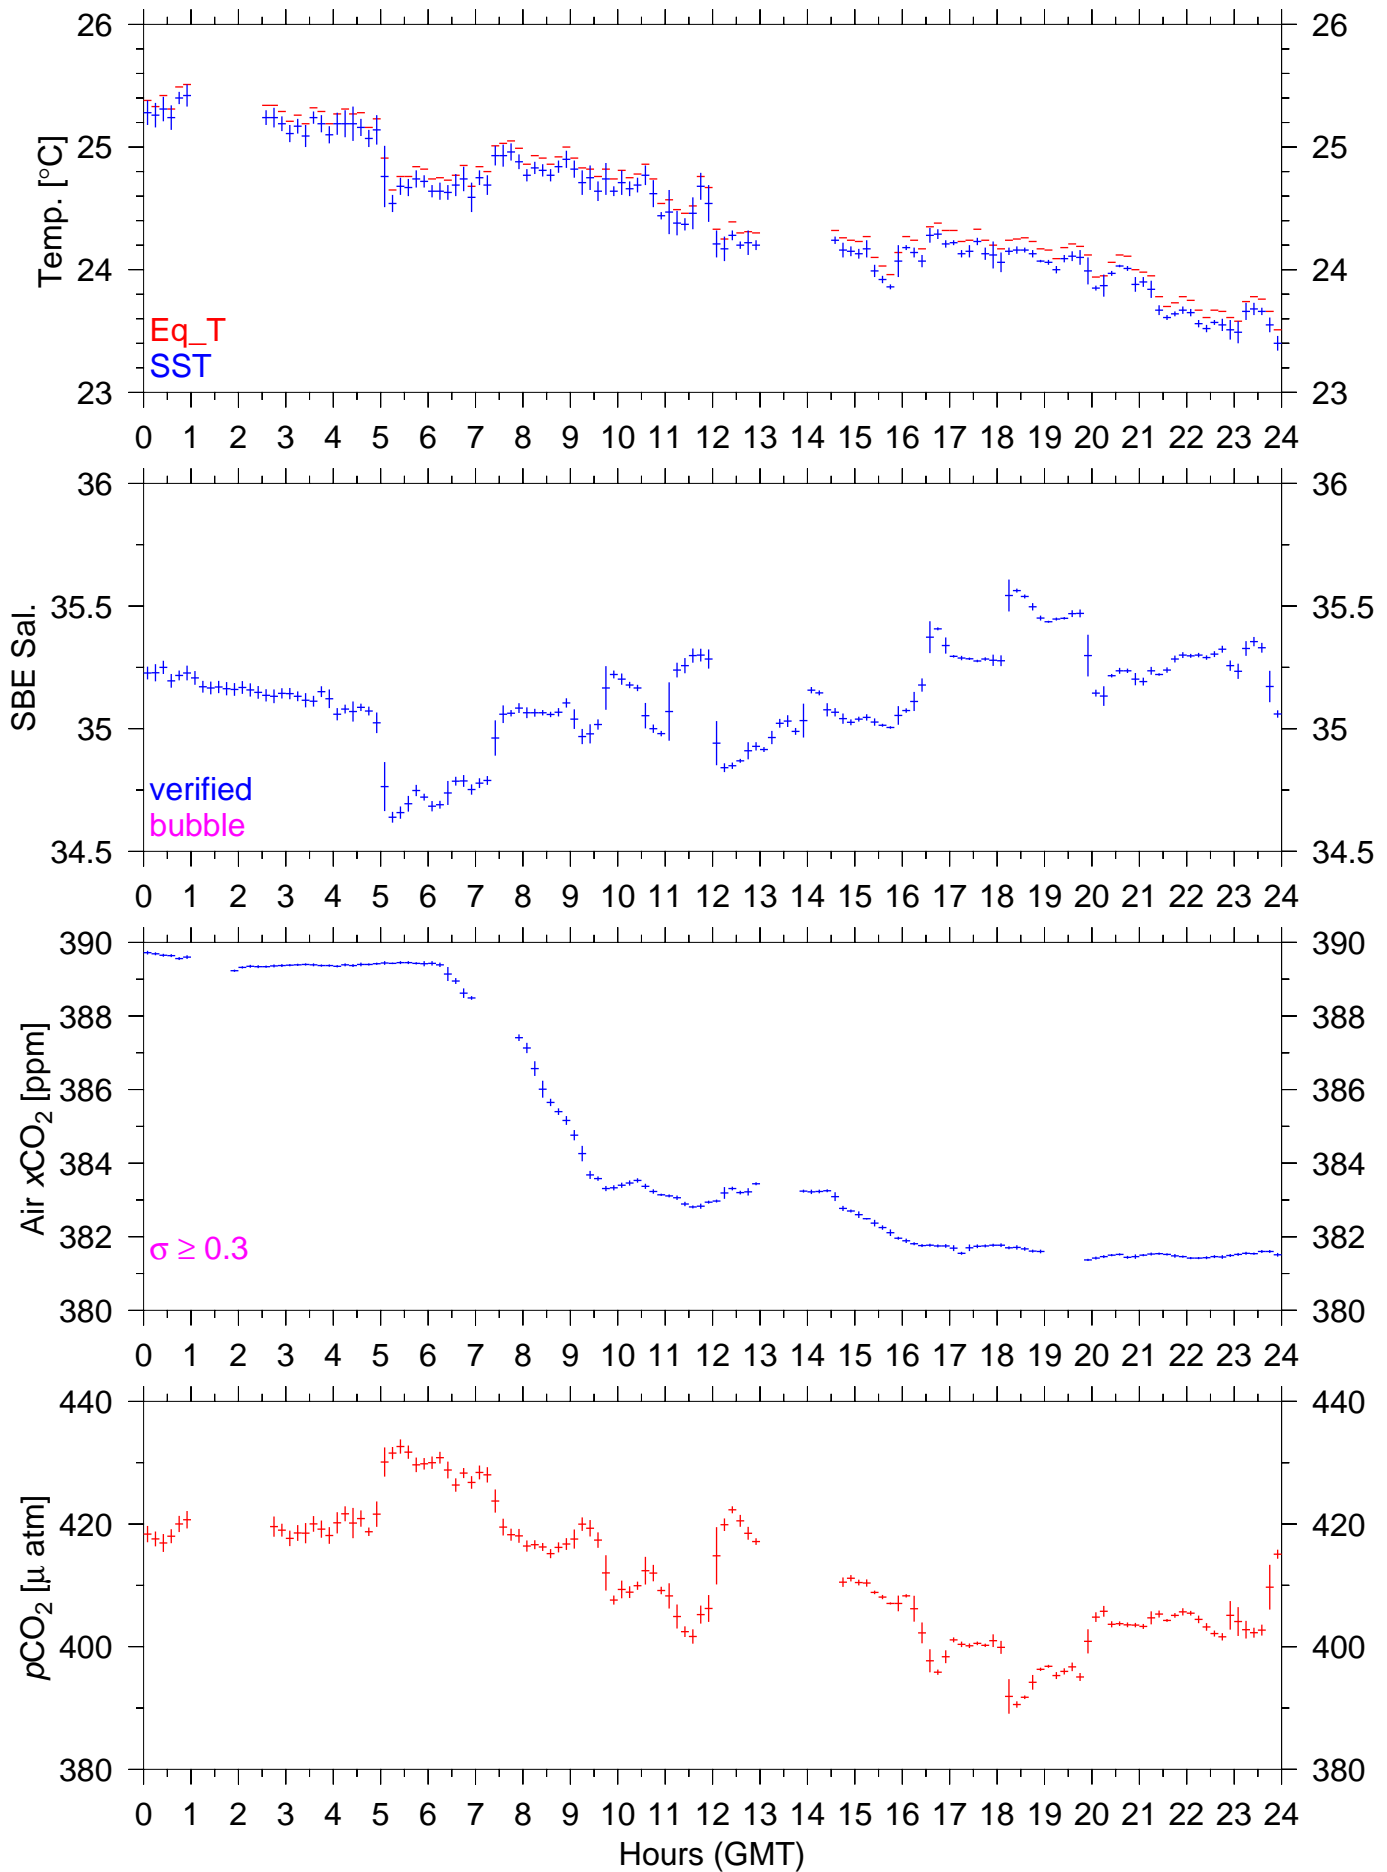 26 26
25 25
24 24
23 23
Temp. [°C]
Eq_T
SST
0 1 2 3 4 5 6 7 8 9 10 11 12 13 14 15 16 17 18 19 20 21 22 23 24
36 36
35.5 35.5
35 35
34.5 34.5
SBE Sal.
verified
bubble
0 1 2 3 4 5 6 7 8 9 10 11 12 13 14 15 16 17 18 19 20 21 22 23 24
390 390
388 388
386 386
384 384
382 382
380 380
Air xCO₂ [ppm]
σ ≥ 0.3
0 1 2 3 4 5 6 7 8 9 10 11 12 13 14 15 16 17 18 19 20 21 22 23 24
440 440
420 420
400 400
380 380
pCO₂ [μ atm]
0 1 2 3 4 5 6 7 8 9 10 11 12 13 14 15 16 17 18 19 20 21 22 23 24
Hours (GMT)